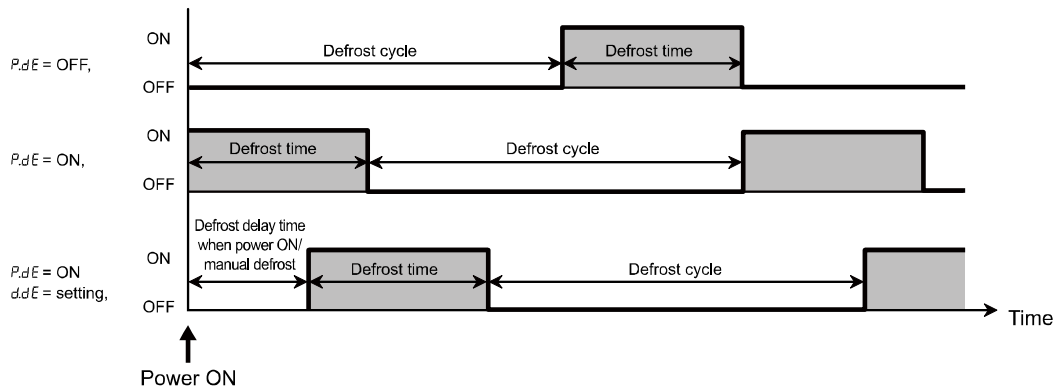 ON
Defrost cycle
Defrost time
P.dE = OFF,
OFF
ON
Defrost time
Defrost cycle
P.dE = ON,
OFF
Defrost delay time
when power ON/
manual defrost
ON
P.dE = ON
Defrost time
Defrost cycle
d.dE = setting,
OFF
Time
Power ON